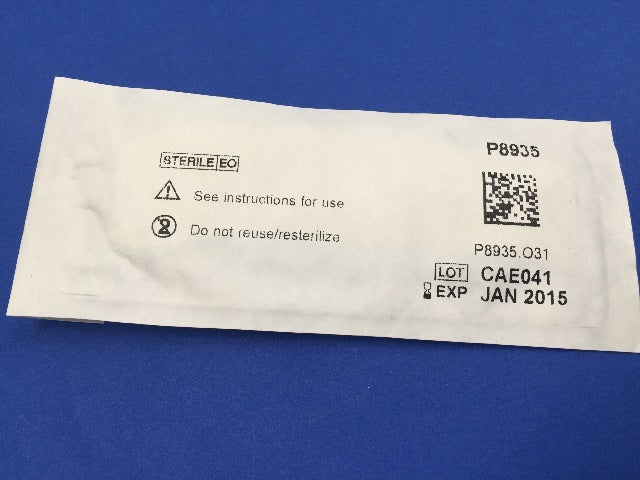 P8935
STERILE EO
See instructions for use
Do not reuse/resterilize
P8935.O31
LOT CAE041
EXP JAN 2015